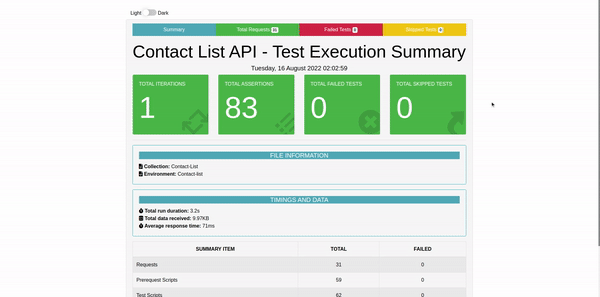 Light Dark
Summary Total Requests 31 Failed Tests 0 Skipped Tests 0
Contact List API - Test Execution Summary
Tuesday, 16 August 2022 02:02:59
TOTAL ITERATIONS TOTAL ASSERTIONS TOTAL FAILED TESTS TOTAL SKIPPED TESTS
1 83 0 0
FILE INFORMATION
Collection: Contact-List
Environment: Contact-list
TIMINGS AND DATA
Total run duration: 3.2s
Total data received: 9.97KB
Average response time: 71ms
SUMMARY ITEM TOTAL FAILED
Requests 31 0
Prerequest Scripts 59 0
Test Scripts 62 0